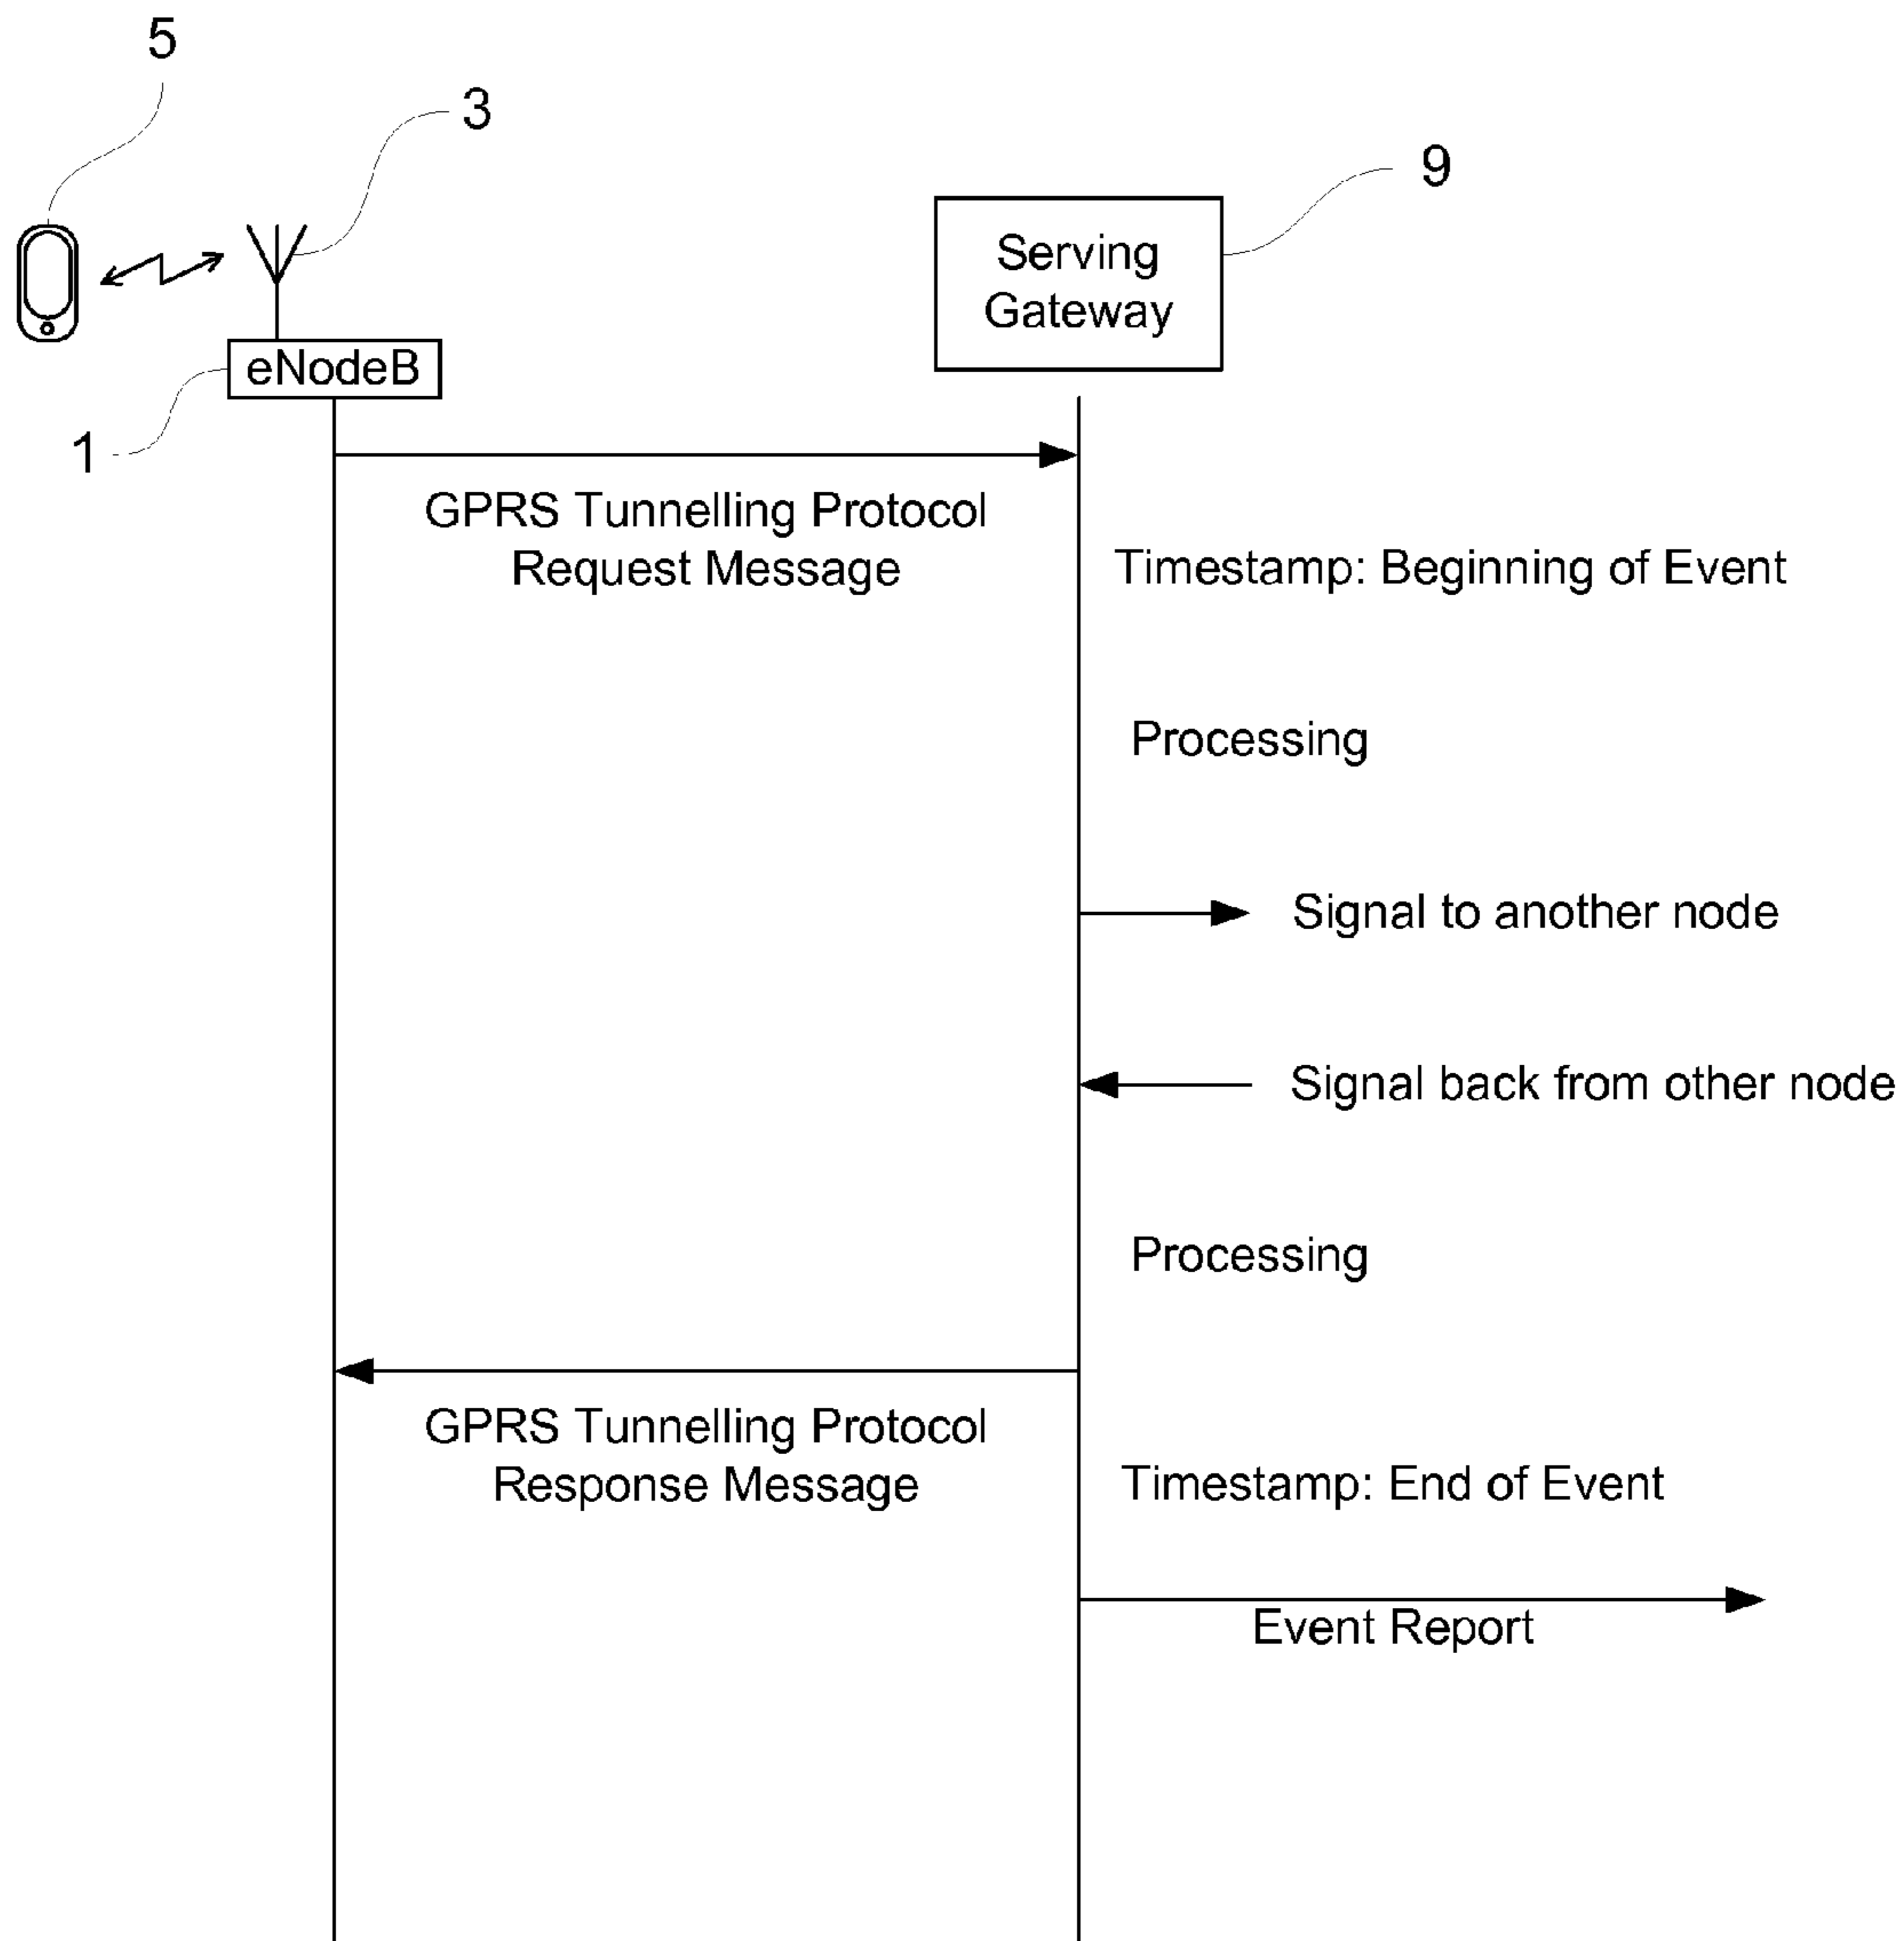 5
3
9
Serving
Gateway
eNodeB
1
GPRS Tunnelling Protocol
Request Message
Timestamp: Beginning of Event
Processing
Signal to another node
Signal back from other node
Processing
GPRS Tunnelling Protocol
Response Message
Timestamp: End of Event
Event Report